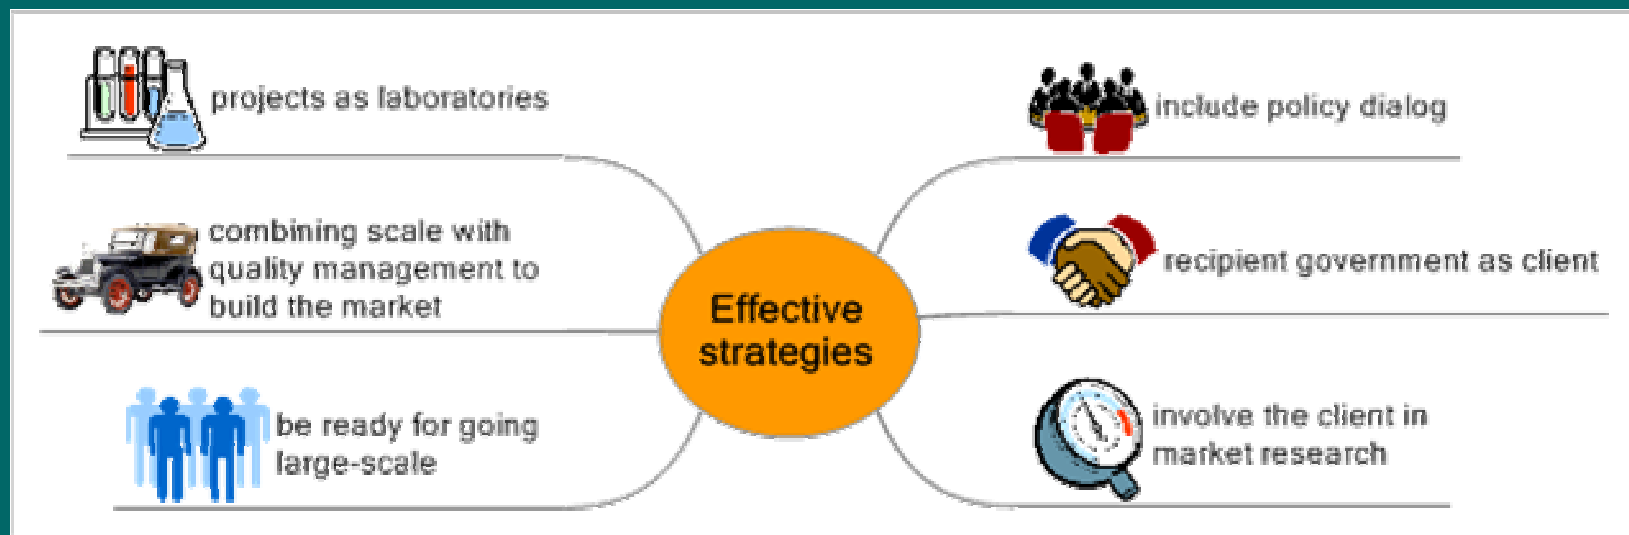 projects as laboratories
combining scale with
quality management to
build the market
be ready for going
large-scale
Effective
strategies
include policy dialog
recipient government as client
involve the client in
market research